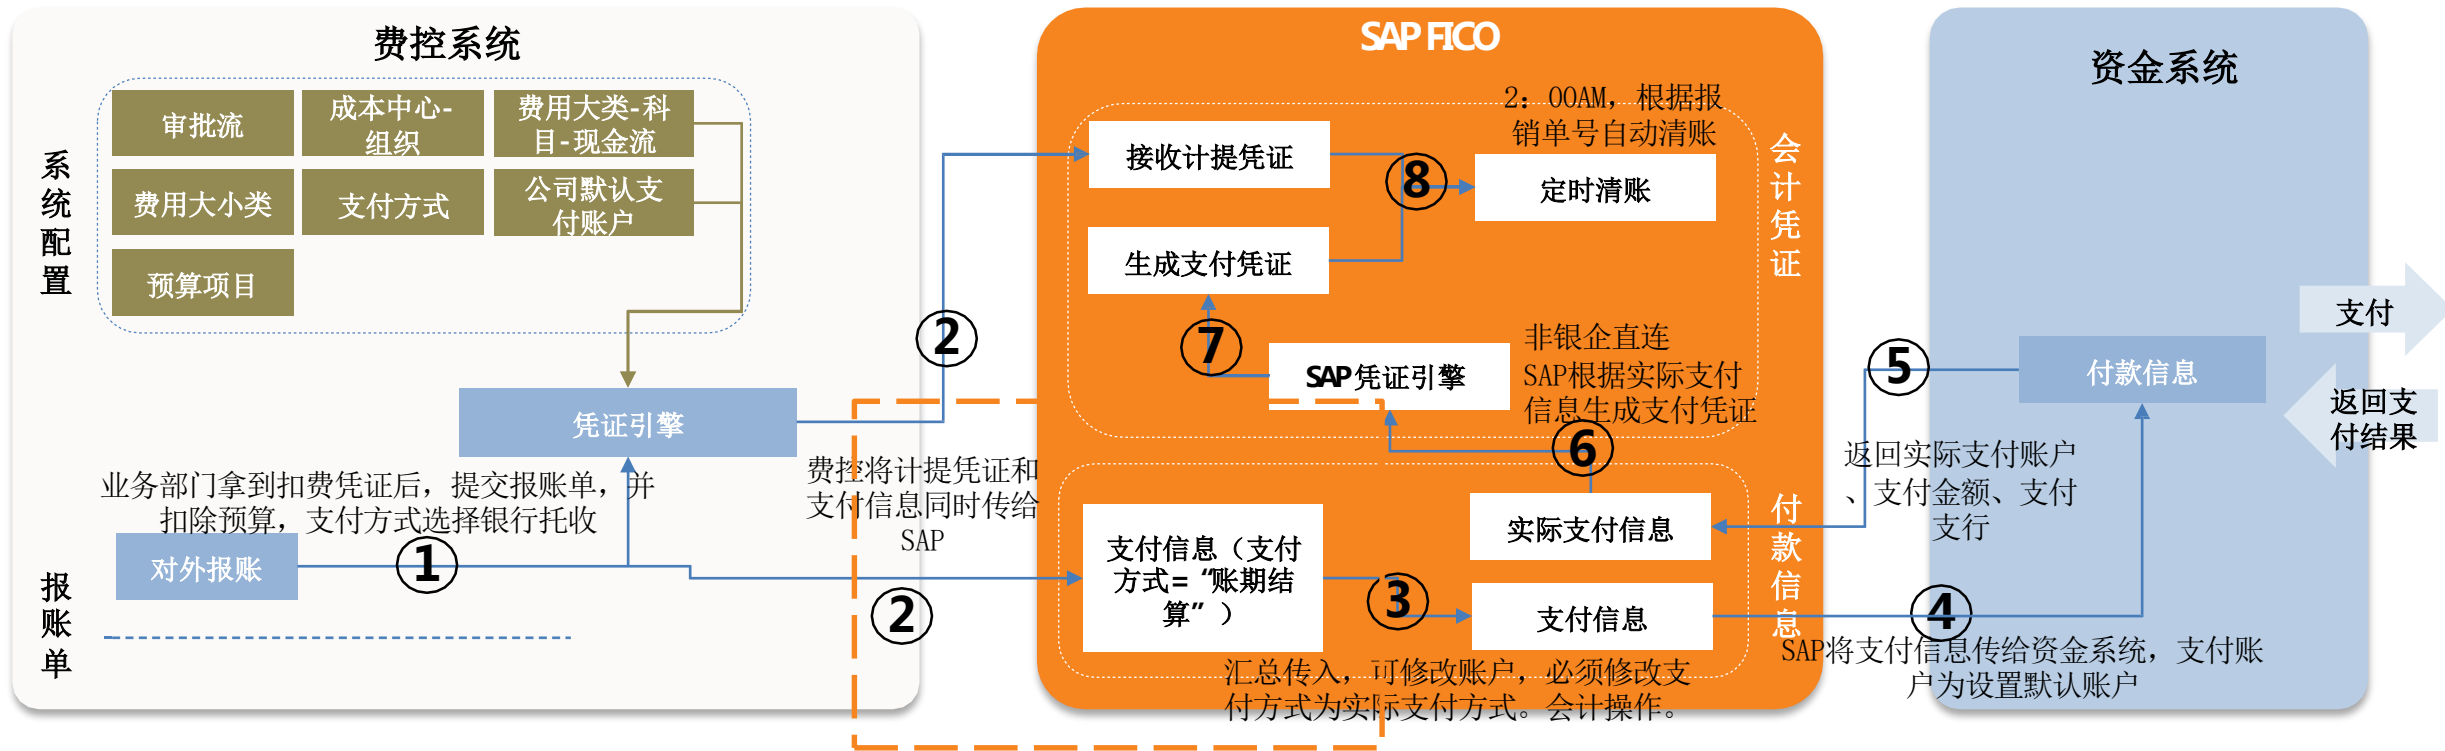 费控系统
系统配置
审批流
成本中心-
组织
费用大类-科
目-现金流
费用大小类
支付方式
公司默认支
付账户
预算项目
凭证引擎
业务部门拿到扣费凭证后，提交报账单，并
扣除预算，支付方式选择银行托收
对外报账
①
报账单
②
费控将计提凭证和
支付信息同时传给
SAP
②
SAP FICO
2：00AM，根据报
销单号自动清账
接收计提凭证
⑧
定时清账
生成支付凭证
会计凭证
⑦
SAP凭证引擎
非银企直连
SAP根据实际支付
信息生成支付凭证
⑥
支付信息（支付
方式=“账期结
算”）
实际支付信息
③
支付信息
付款信息
汇总传入，可修改账户，必须修改支
付方式为实际支付方式。会计操作。
资金系统
付款信息
⑤
返回实际支付账户
、支付金额、支付
支行
④
SAP将支付信息传给资金系统，支付账
户为设置默认账户
支付
返回支
付结果